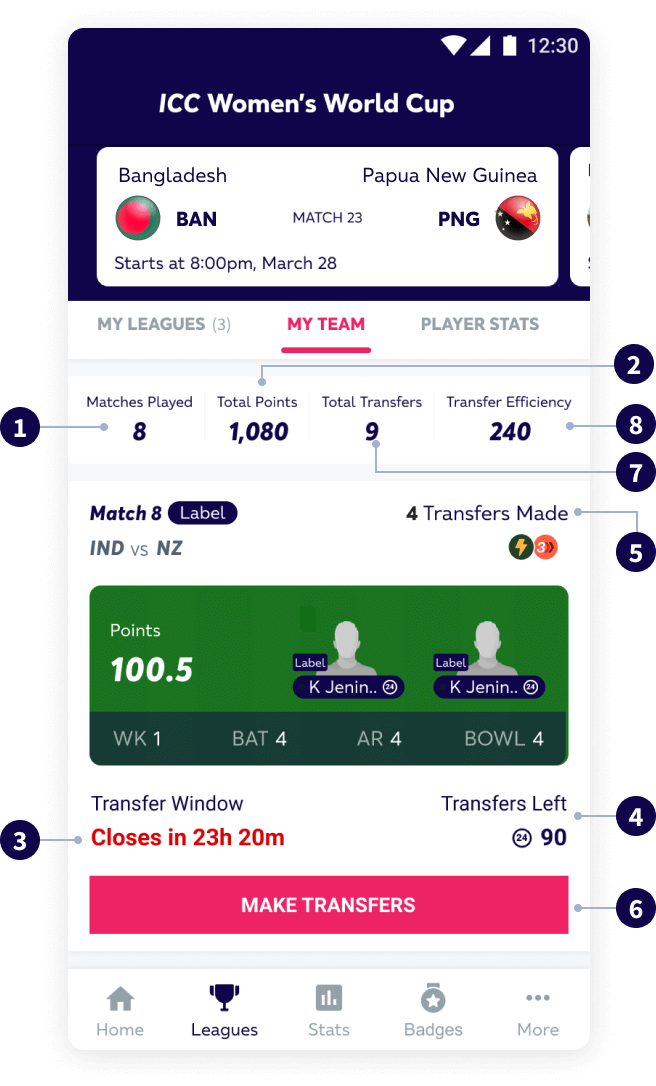 12:30
ICC Women's World Cup
Bangladesh Papua New Guinea
BAN MATCH 23 PNG
Starts at 8:00pm, March 28
MY LEAGUES (3) MY TEAM PLAYER STATS
2
Matches Played Total Points Total Transfers Transfer Efficiency
1 8 1,080 9 240 8
7
Match 8 Label 4 Transfers Made
IND vs NZ 3 5
Points
Label Label
100.5 K Jenin.. 24 K Jenin.. 24
WK 1 BAT 4 AR 4 BOWL 4
Transfer Window Transfers Left 4
3 Closes in 23h 20m 24 90
MAKE TRANSFERS 6
Home Leagues Stats Badges More